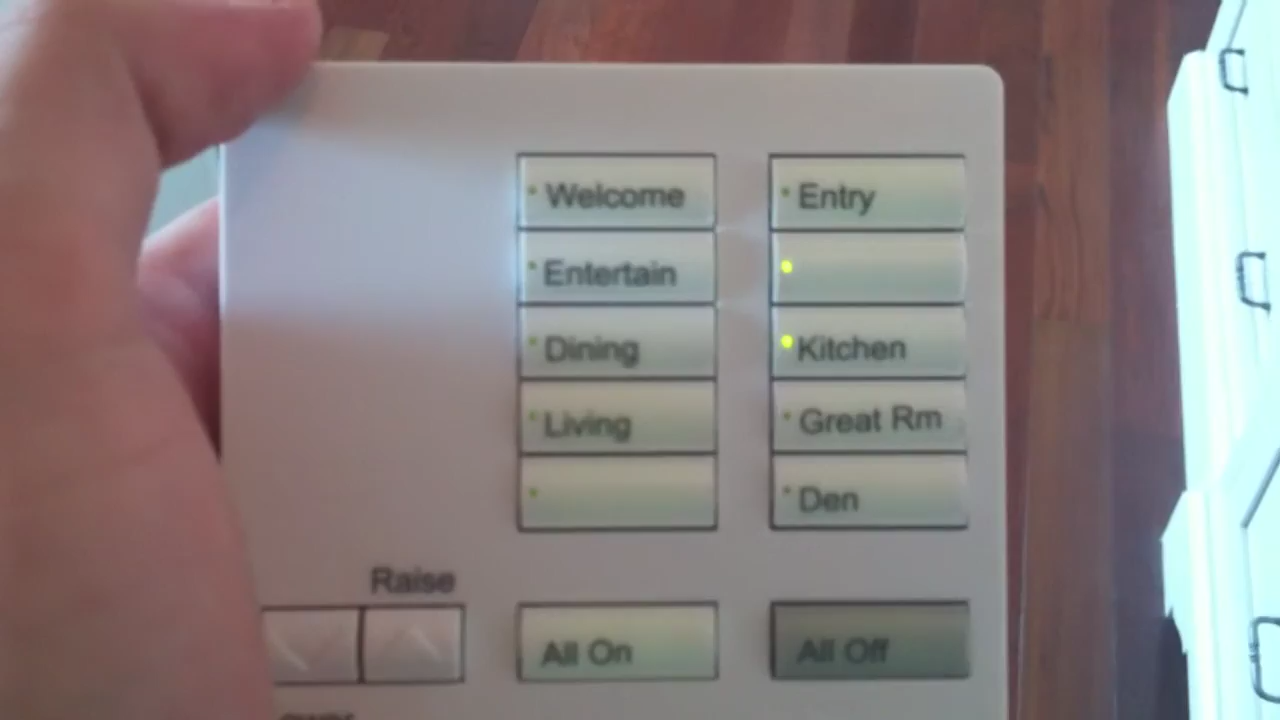 Welcome
Entertain
Dining
Living
Entry
Kitchen
Great Rm
Den
Raise
All On
All Off